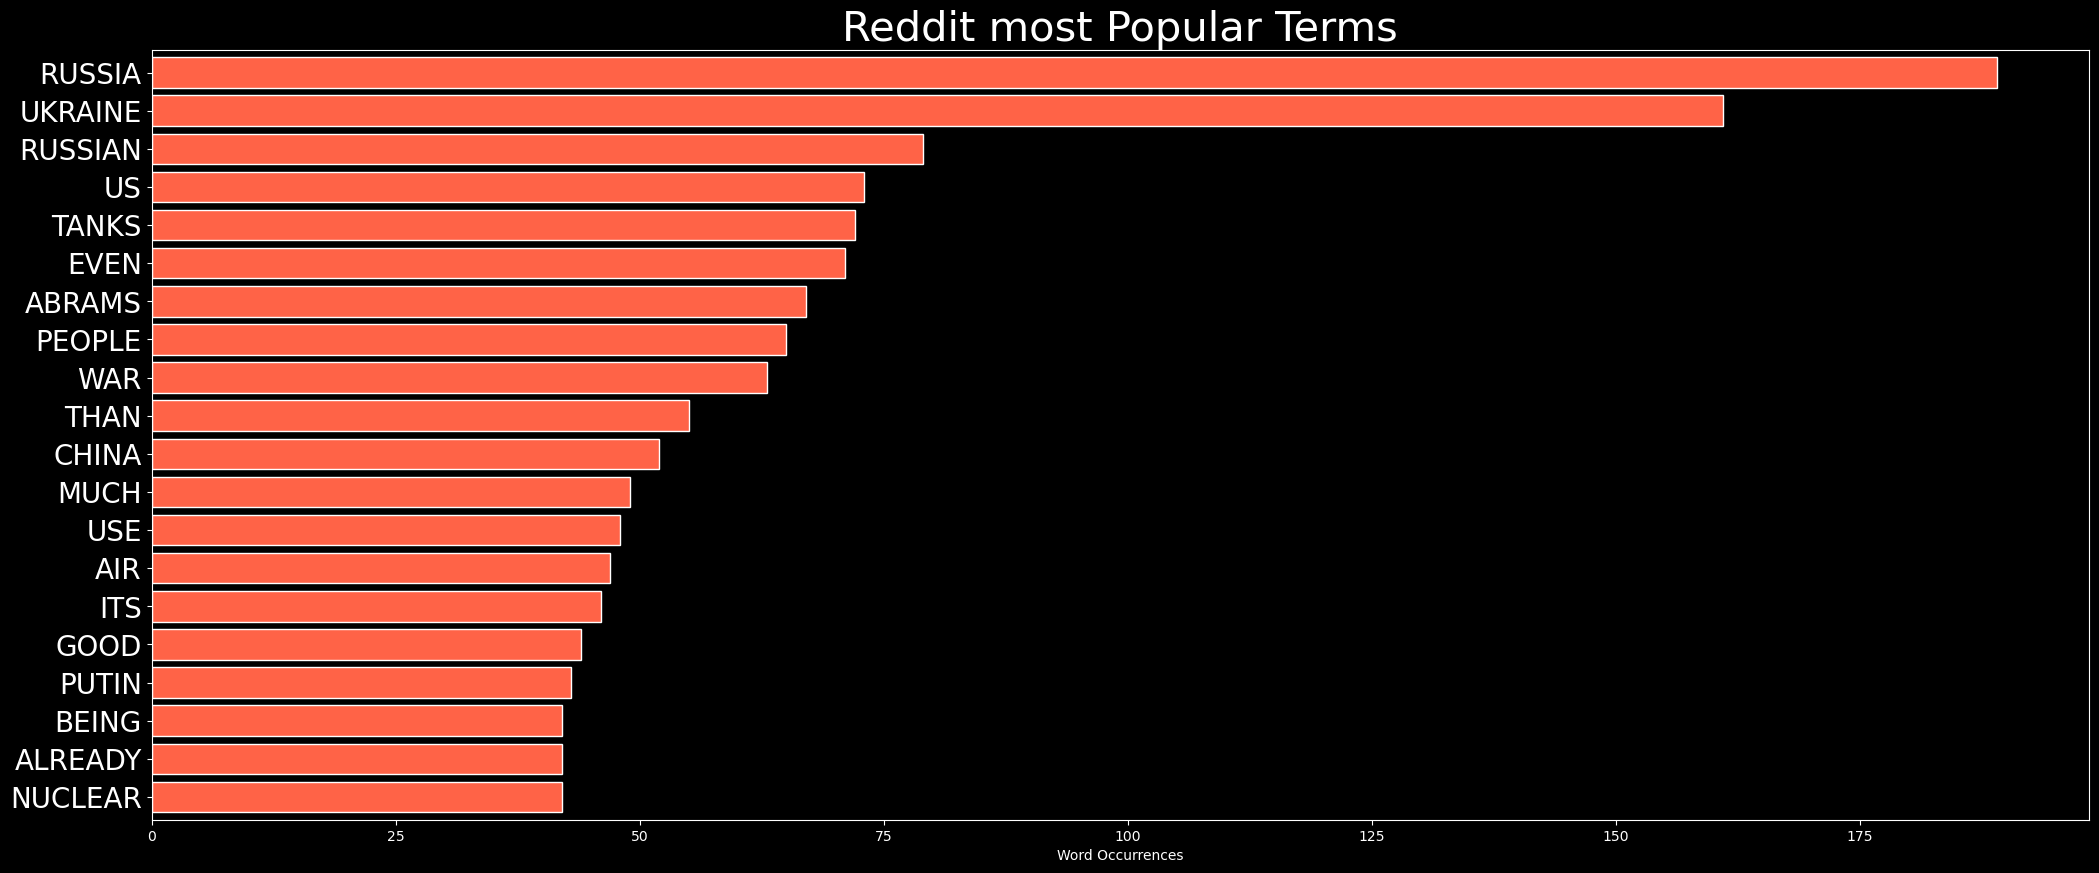 Reddit most Popular Terms
RUSSIA
UKRAINE
RUSSIAN
US
TANKS
EVEN
ABRAMS
PEOPLE
WAR
THAN
CHINA
MUCH
USE
AIR
ITS
GOOD
PUTIN
BEING
ALREADY
NUCLEAR
0 25 50 75 100 125 150 175
Word Occurrences